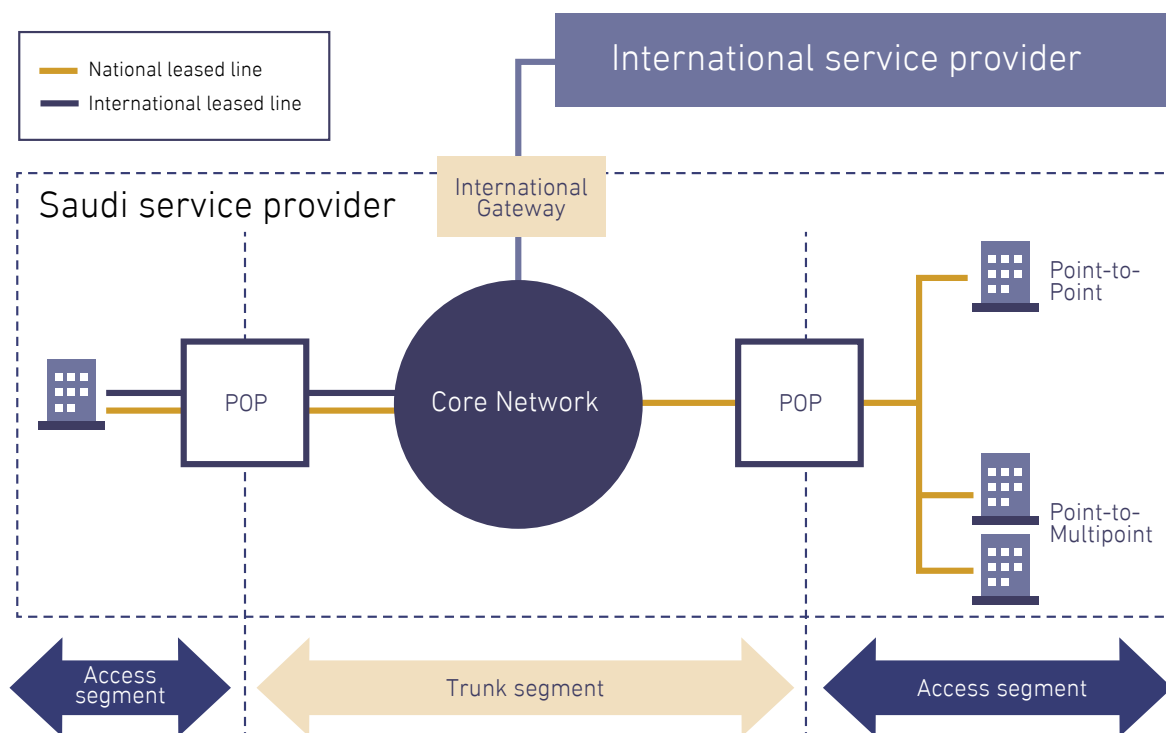 National leased line
International leased line
International service provider
International
Gateway
Saudi service provider
POP
Core Network
POP
Point-to-
Point
Point-to-
Multipoint
Access
segment
Trunk segment
Access segment